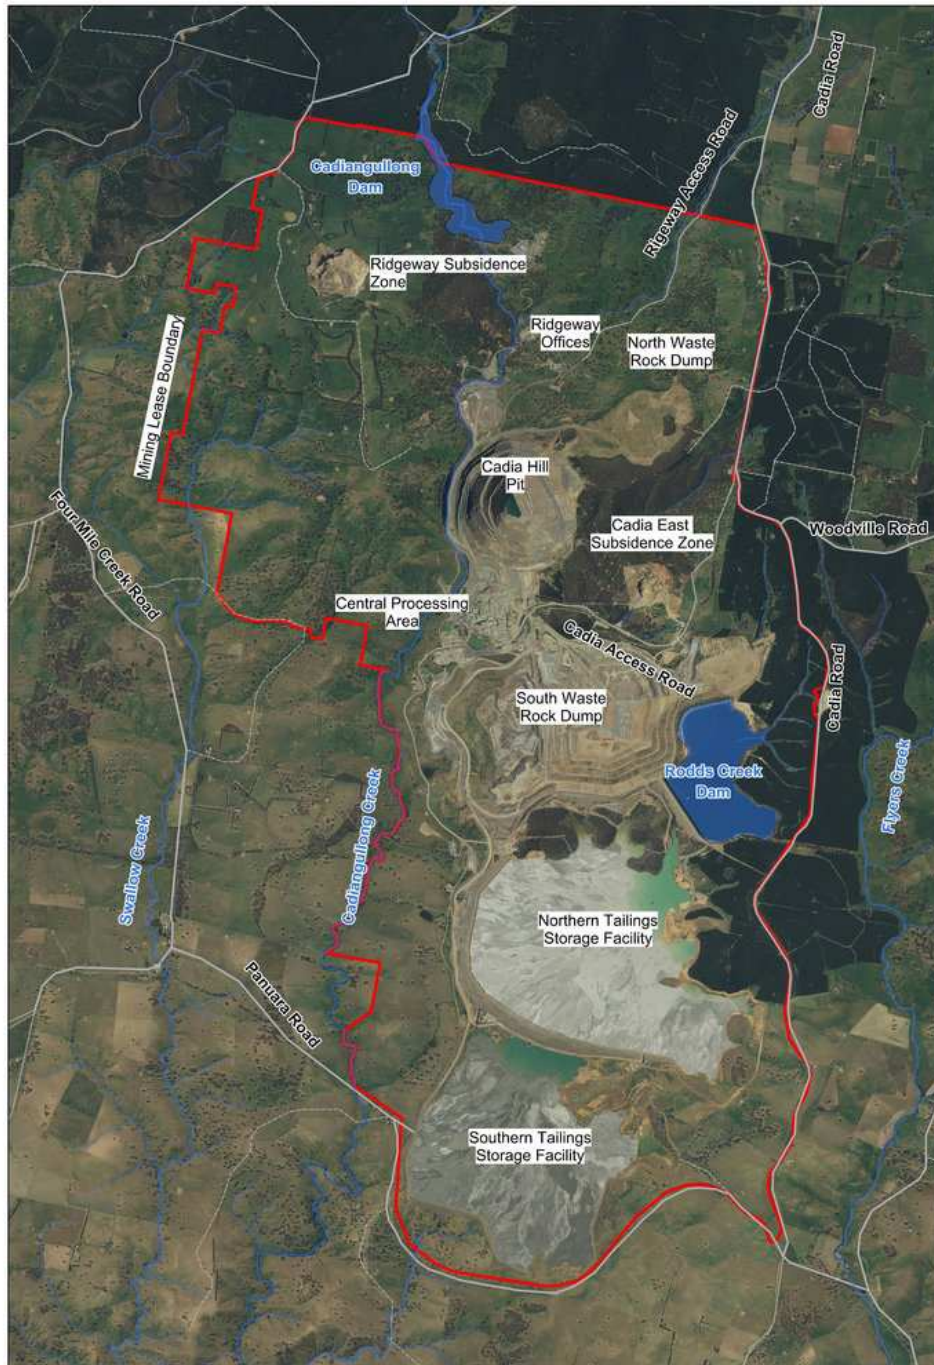 Cadia Road
Rigeway Access Road
Cadiangullong
Dam
Ridgeway Subsidence
Zone
Ridgeway
Offices
North Waste
Rock Dump
Mining Lease Boundary
Cadia Hill
Pit
Cadia East
Subsidence Zone
Woodville Road
Four Mile Creek Road
Central Processing
Area
Cadia Access Road
South Waste
Rock Dump
Cadia Road
Rodds Creek
Dam
Flyers Creek
Swallow Creek
Cadiangullong Creek
Northern Tailings
Storage Facility
Panuara Road
Southern Tailings
Storage Facility